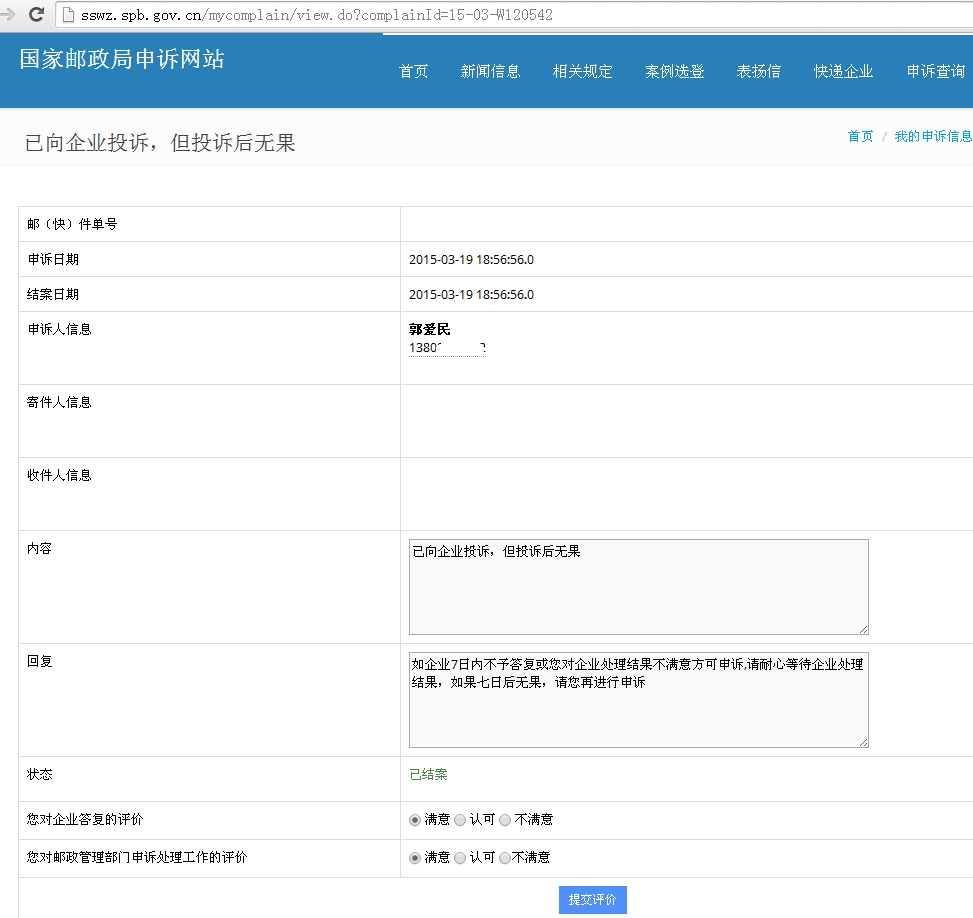 swz.spb.gov.cn/mycomplain/view.do?complainId=15-03-W120542
国家邮政局申诉网站
首页 新闻信息 相关规定 案例选登 表扬信 快递企业 申诉查询
已向企业投诉，但投诉后无果
首页 / 我的申诉信息
邮（快）件单号
申诉日期 2015-03-19 18:56:56.0
结案日期 2015-03-19 18:56:56.0
申诉人信息 郭爱民
1380
寄件人信息
收件人信息
内容 已向企业投诉，但投诉后无果
回复 如企业7日内不予答复或您对企业处理结果不满意方可申诉,请耐心等待企业处理
结果，如果七日后无果，请您再进行申诉
状态 已结案
您对企业答复的评价 满意 认可 不满意
您对邮政管理部门申诉处理工作的评价 满意 认可 不满意
提交评价